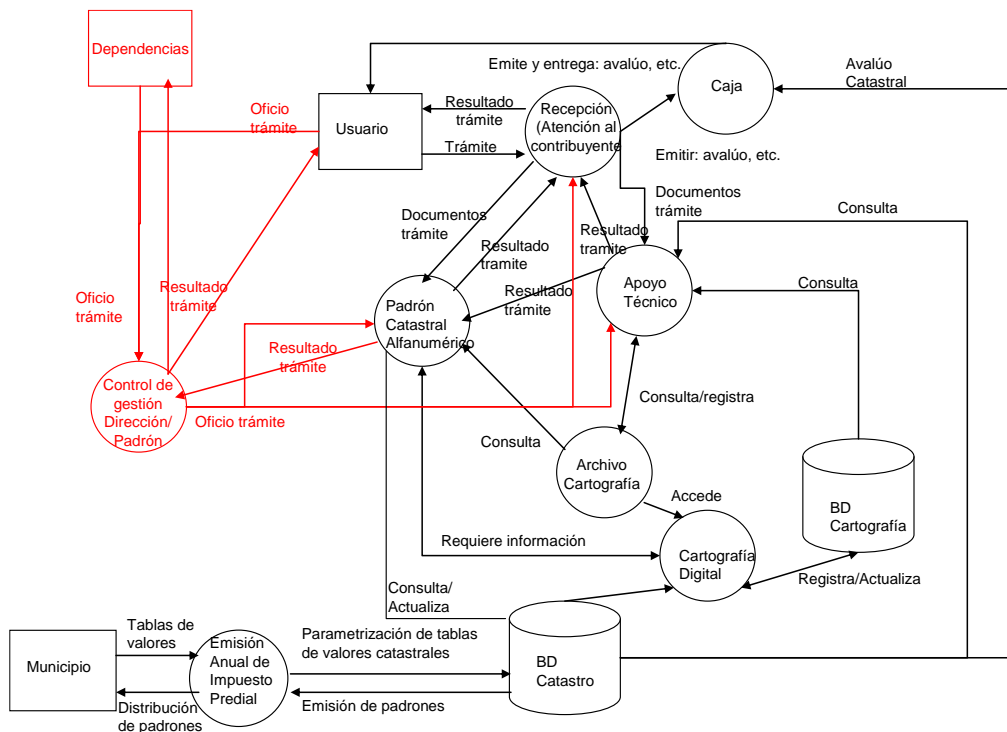 Dependencias
Emite y entrega: avalúo, etc.
Caja
Avalúo
Catastral
Oficio
trámite
Usuario
Resultado
trámite
Trámite
Recepción
(Atención al
contribuyente
Emitir: avalúo, etc.
Documentos
trámite
Consulta
Documentos
trámite
Resultado
tramite
Resultado
tramite
Oficio
trámite
Resultado
trámite
Padrón
Catastral
Alfanumérico
Resultado
trámite
Apoyo
Técnico
Consulta
Resultado
trámite
Control de
gestión
Dirección/
Padrón
Oficio trámite
Consulta/registra
Consulta
Archivo
Cartografía
Accede
BD
Cartografía
Requiere información
Cartografía
Digital
Registra/Actualiza
Consulta/
Actualiza
Tablas de
valores
Municipio
Distribución
de padrones
Emisión
Anual de
Impuesto
Predial
Parametrización de tablas
de valores catastrales
Emisión de padrones
BD
Catastro